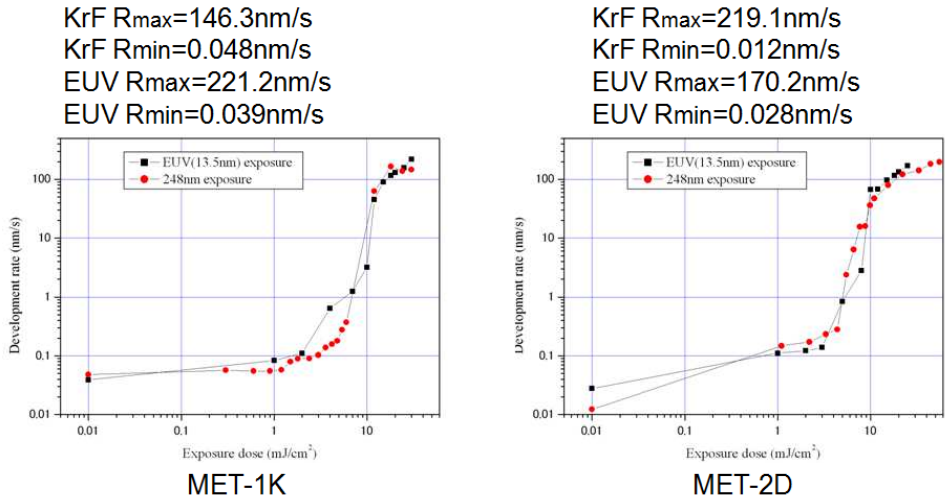 KrF Rmax=146.3nm/s
KrF Rmin=0.048nm/s
EUV Rmax=221.2nm/s
EUV Rmin=0.039nm/s
EUV(13.5nm) exposure
248nm exposure
100
10
1
0.1
0.01
Development rate (nm/s)
0.01
0.1
1
10
Exposure dose (mJ/cm²)
MET-1K
KrF Rmax=219.1nm/s
KrF Rmin=0.012nm/s
EUV Rmax=170.2nm/s
EUV Rmin=0.028nm/s
EUV(13.5nm) exposure
248nm exposure
100
10
1
0.1
0.01
Development rate (nm/s)
0.01
0.1
1
10
Exposure dose (mJ/cm²)
MET-2D